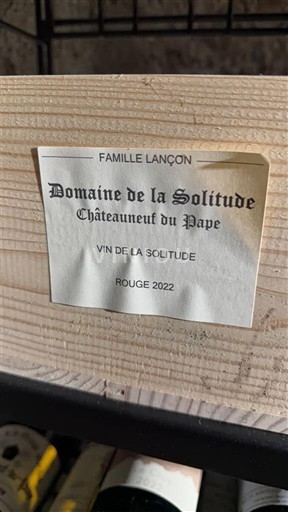 FAMILLE LANÇON
Domaine de la Solitude
Châteauneuf du Pape
VIN DE LA SOLITUDE
ROUGE 2022